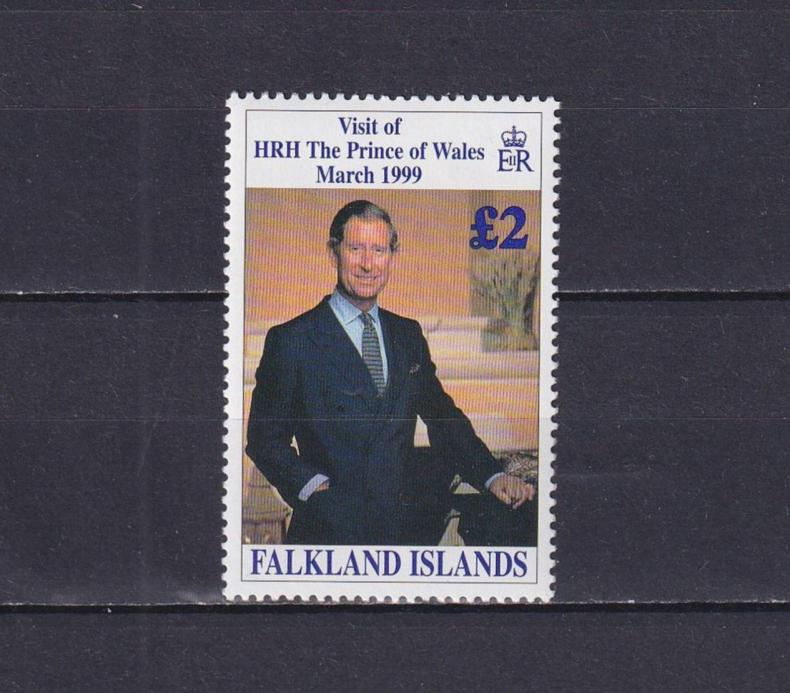 Visit of
HRH The Prince of Wales
March 1999
EIIR
£2
FALKLAND ISLANDS